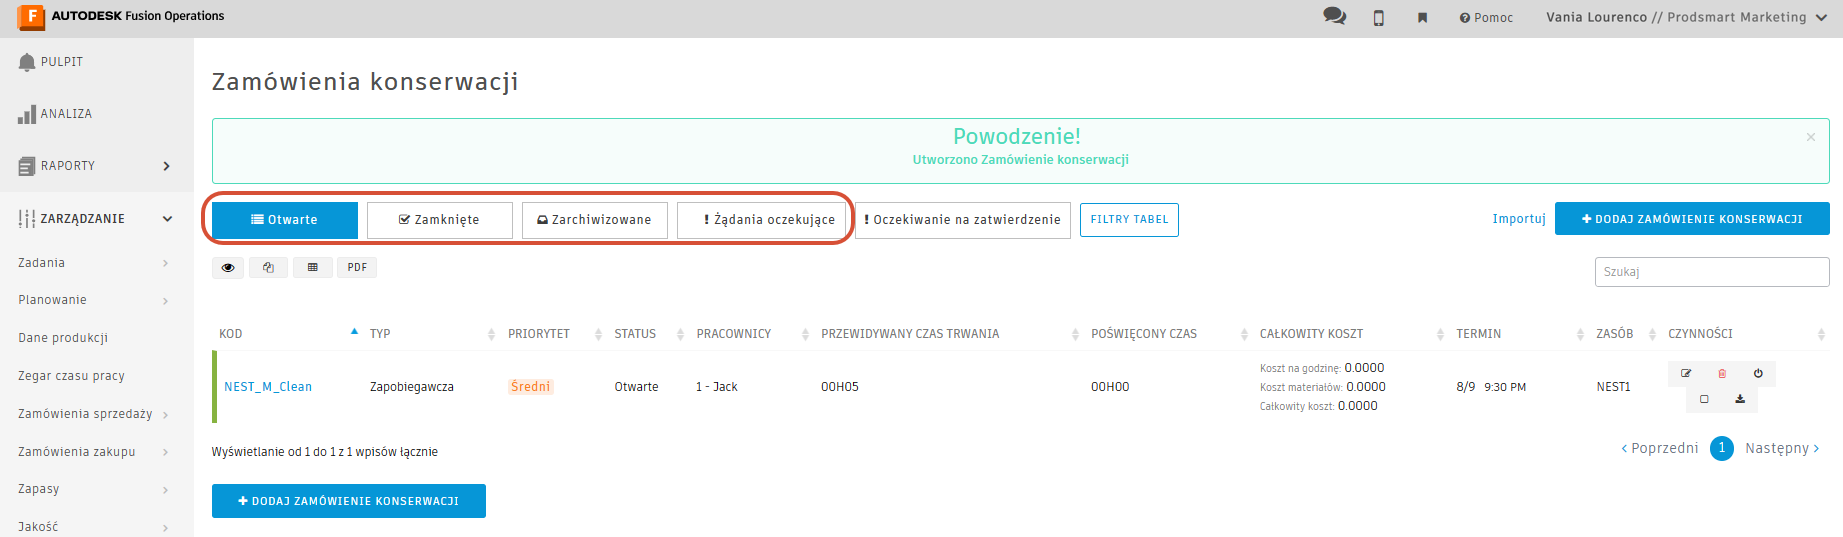 AUTODESK Fusion Operations
Pomoc
Vania Lourenco // Prodsmart Marketing
PULPIT
ANALIZA
RAPORTY
ZARZĄDZANIE
Zadania
Planowanie
Dane produkcji
Zegar czasu pracy
Zamówienia sprzedaży
Zamówienia zakupu
Zapasy
Jakość
Zamówienia konserwacji
Powodzenie!
Utworzono Zamówienie konserwacji
×
Otwarte
Zamknięte
Zarchiwizowane
! Żądania oczekujące
! Oczekiwanie na zatwierdzenie
FILTRY TABEL
Importuj
+ DODAJ ZAMÓWIENIE KONSERWACJI
PDF
Szukaj
KOD TYP PRIORYTET STATUS PRACOWNICY PRZEWIDYWANY CZAS TRWANIA POŚWIĘCONY CZAS CAŁKOWITY KOSZT TERMIN ZASÓB CZYNNOŚCI
NEST_M_Clean Zapobiegawcza Średni Otwarte 1 - Jack 00H05 00H00
Koszt na godzinę: 0.0000
Koszt materiałów: 0.0000
Całkowity koszt: 0.0000
8/9 9:30 PM NEST1
Wyświetlanie od 1 do 1 z 1 wpisów łącznie
‹ Poprzedni 1 Następny ›
+ DODAJ ZAMÓWIENIE KONSERWACJI